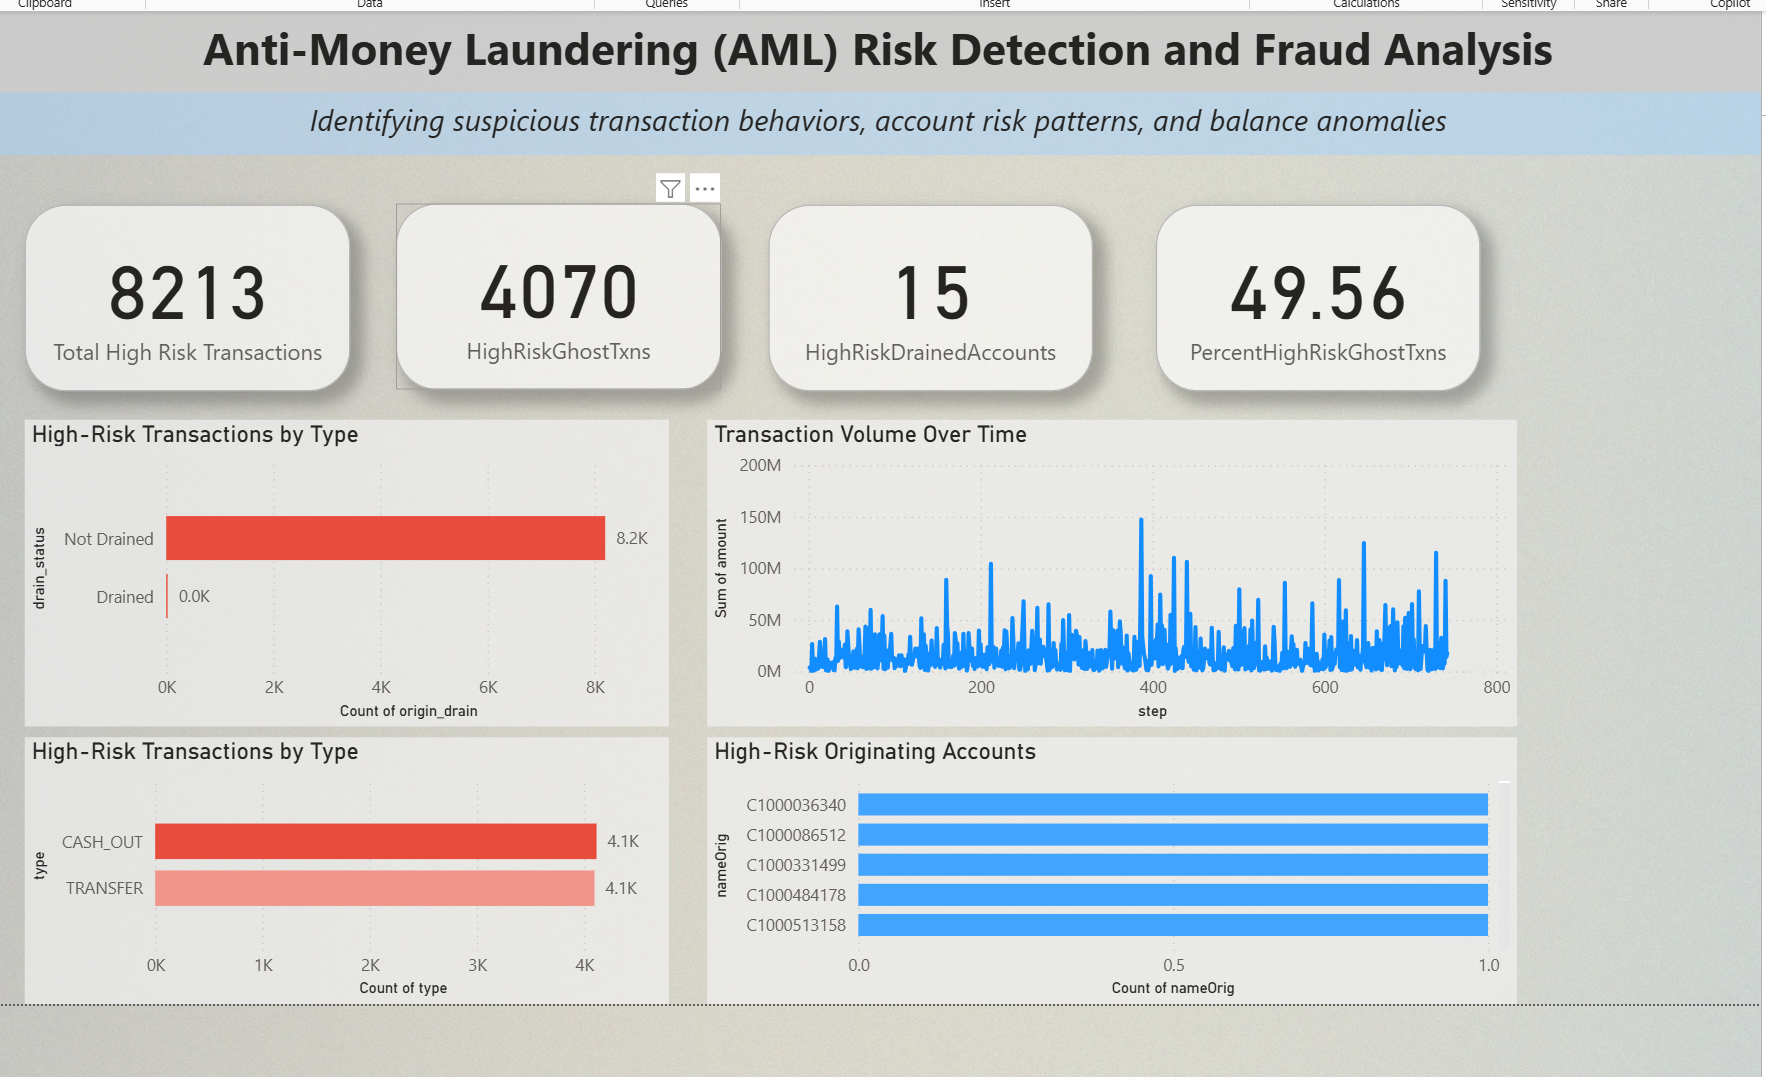 Clipboard Data Queries Insert Calculations Sensitivity Share Copilot
Anti-Money Laundering (AML) Risk Detection and Fraud Analysis
Identifying suspicious transaction behaviors, account risk patterns, and balance anomalies
8213
Total High Risk Transactions
4070
HighRiskGhostTxns
15
HighRiskDrainedAccounts
49.56
PercentHighRiskGhostTxns
High-Risk Transactions by Type
drain_status
Not Drained
8.2K
Drained
0.0K
0K 2K 4K 6K 8K
Count of origin_drain
Transaction Volume Over Time
Sum of amount
200M
150M
100M
50M
0M
0 200 400 600 800
step
High-Risk Transactions by Type
type
CASH_OUT
4.1K
TRANSFER
4.1K
0K 1K 2K 3K 4K
Count of type
High-Risk Originating Accounts
nameOrig
C1000036340
C1000086512
C1000331499
C1000484178
C1000513158
0.0 0.5 1.0
Count of nameOrig